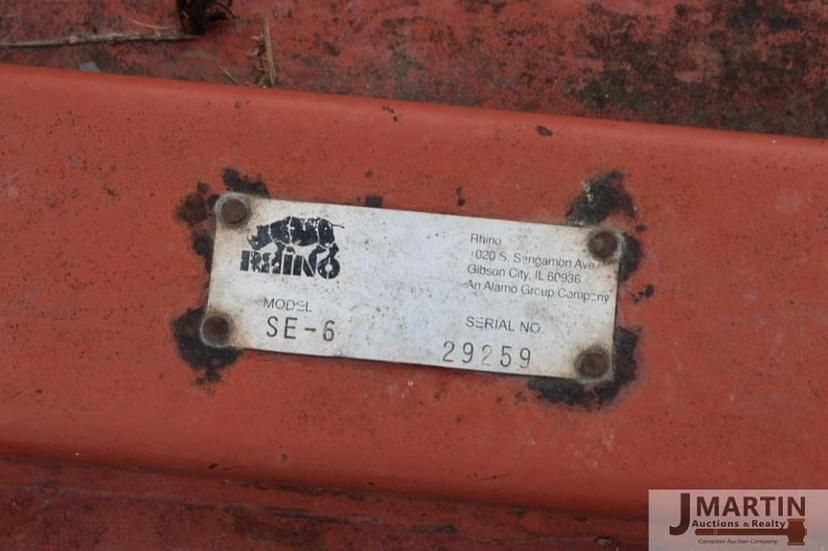 RHINO
Rhino
1020 S. Sangamon Ave.
Gibson City, IL 60936
An Alamo Group Company
MODEL
SE-6
SERIAL NO.
29259
J MARTIN
Auctions & Realty
Complete Auction Company